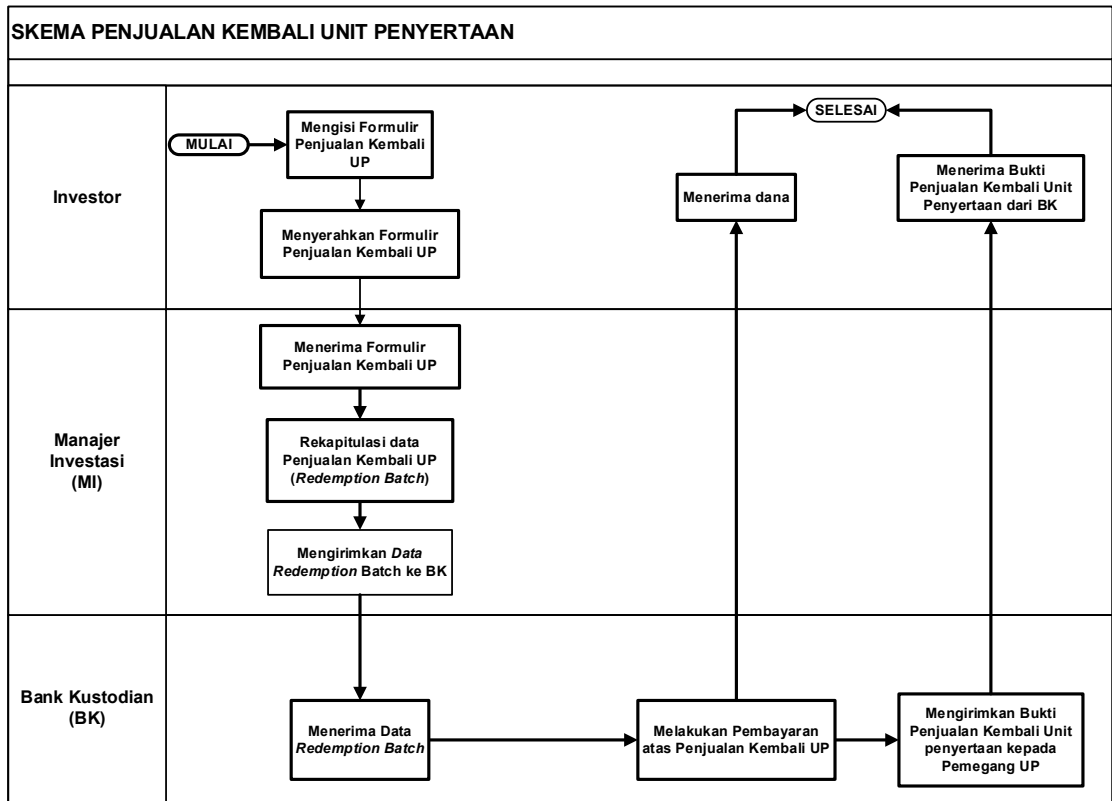 SKEMA PENJUALAN KEMBALI UNIT PENYERTAAN
Investor
MULAI
Mengisi Formulir
Penjualan Kembali
UP
Menyerahkan Formulir
Penjualan Kembali UP
SELESAI
Menerima dana
Menerima Bukti
Penjualan Kembali Unit
Penyertaan dari BK
Manajer
Investasi
(MI)
Menerima Formulir
Penjualan Kembali UP
Rekapitulasi data
Penjualan Kembali UP
(Redemption Batch)
Mengirimkan Data
Redemption Batch ke BK
Bank Kustodian
(BK)
Menerima Data
Redemption Batch
Melakukan Pembayaran
atas Penjualan Kembali UP
Mengirimkan Bukti
Penjualan Kembali Unit
penyertaan kepada
Pemegang UP